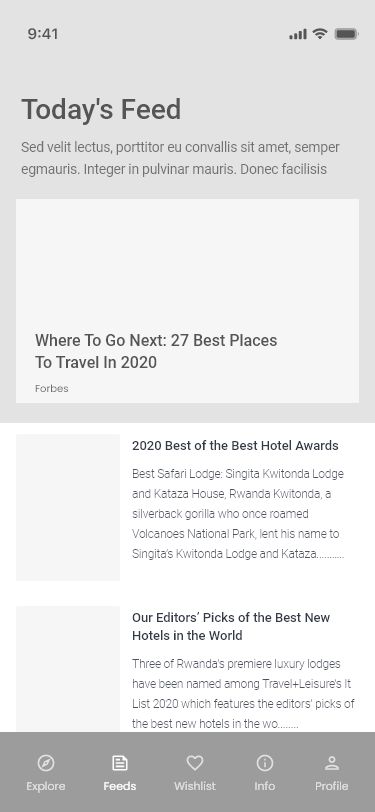 9:41
Today's Feed
Sed velit lectus, porttitor eu convallis sit amet, semper
egmauris. Integer in pulvinar mauris. Donec facilisis
Where To Go Next: 27 Best Places
To Travel In 2020
Forbes
2020 Best of the Best Hotel Awards
Best Safari Lodge: Singita Kwitonda Lodge
and Kataza House, Rwanda Kwitonda, a
silverback gorilla who once roamed
Volcanoes National Park, lent his name to
Singita's Kwitonda Lodge and Kataza..........
Our Editors’ Picks of the Best New
Hotels in the World
Three of Rwanda's premiere luxury lodges
have been named among Travel+Leisure's It
List 2020 which features the editors' picks of
the best new hotels in the wo........
Explore
Feeds
Wishlist
Info
Profile